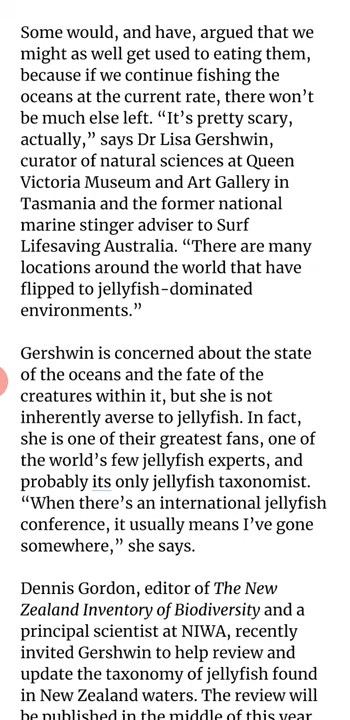 Some would, and have, argued that we
might as well get used to eating them,
because if we continue fishing the
oceans at the current rate, there won’t
be much else left. “It’s pretty scary,
actually,” says Dr Lisa Gershwin,
curator of natural sciences at Queen
Victoria Museum and Art Gallery in
Tasmania and the former national
marine stinger adviser to Surf
Lifesaving Australia. “There are many
locations around the world that have
flipped to jellyfish-dominated
environments.”
Gershwin is concerned about the state
of the oceans and the fate of the
creatures within it, but she is not
inherently averse to jellyfish. In fact,
she is one of their greatest fans, one of
the world’s few jellyfish experts, and
probably its only jellyfish taxonomist.
“When there’s an international jellyfish
conference, it usually means I’ve gone
somewhere,” she says.
Dennis Gordon, editor of The New
Zealand Inventory of Biodiversity and a
principal scientist at NIWA, recently
invited Gershwin to help review and
update the taxonomy of jellyfish found
in New Zealand waters. The review will
be published in the middle of this year